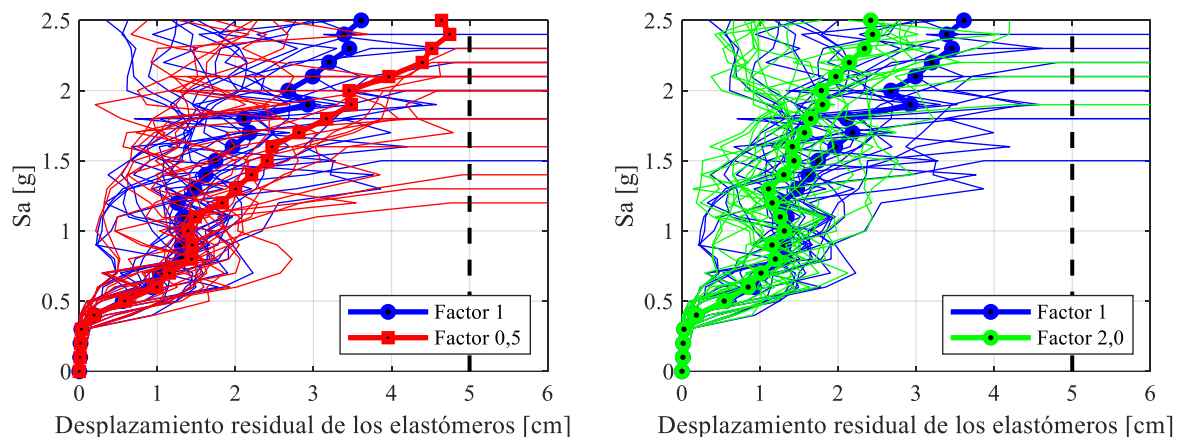 2.5
2
1.5
1
0.5
0
Sa [g]
0 1 2 3 4 5 6
Desplazamiento residual de los elastómeros [cm]
Factor 1
Factor 0,5
2.5
2
1.5
1
0.5
0
Sa [g]
0 1 2 3 4 5 6
Desplazamiento residual de los elastómeros [cm]
Factor 1
Factor 2,0